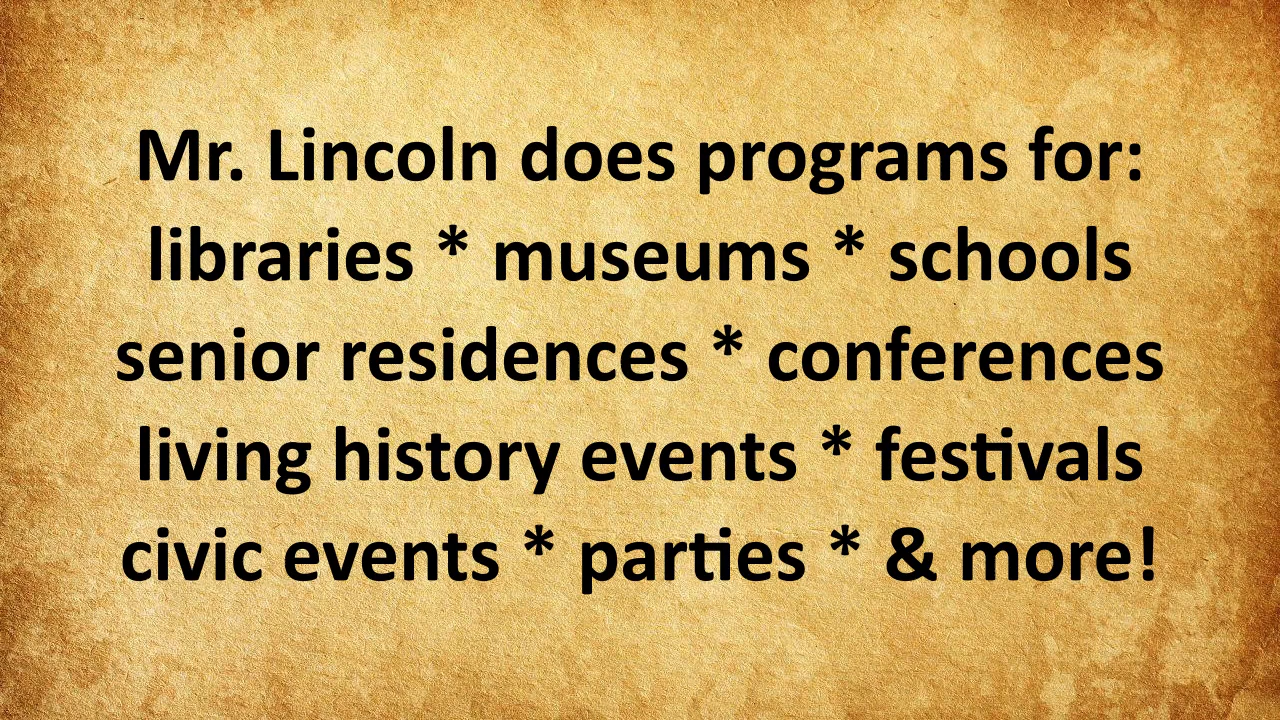 Mr. Lincoln does programs for:
libraries * museums * schools
senior residences * conferences
living history events * festivals
civic events * parties * & more!